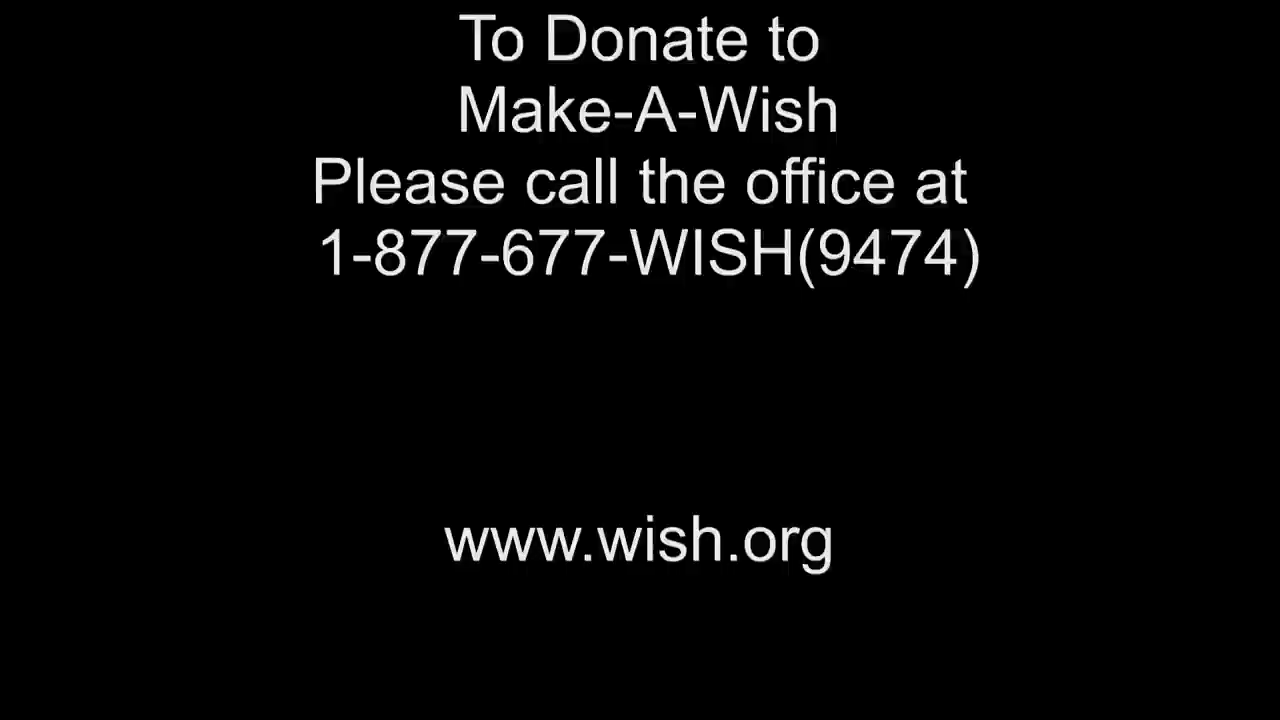 To Donate to
Make-A-Wish
Please call the office at
1-877-677-WISH(9474)
www.wish.org